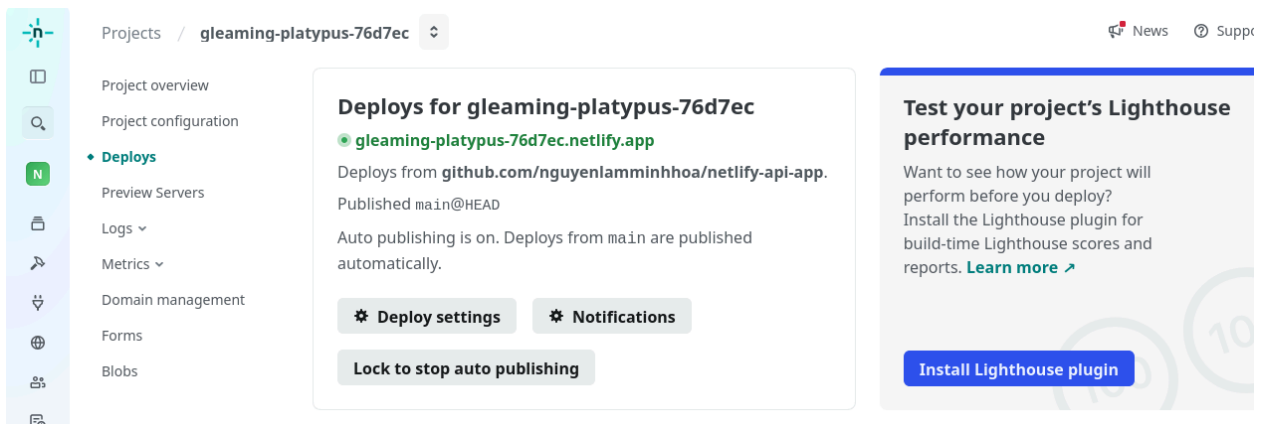 n
Projects / gleaming-platypus-76d7ec
News
Suppo
N
Project overview
Project configuration
Deploys
Preview Servers
Logs
Metrics
Domain management
Forms
Blobs
Deploys for gleaming-platypus-76d7ec
gleaming-platypus-76d7ec.netlify.app
Deploys from github.com/nguyenlamminhhoa/netlify-api-app.
Published main@HEAD
Auto publishing is on. Deploys from main are published
automatically.
Deploy settings
Notifications
Lock to stop auto publishing
Test your project’s Lighthouse
performance
Want to see how your project will
perform before you deploy?
Install the Lighthouse plugin for
build-time Lighthouse scores and
reports. Learn more ↗
Install Lighthouse plugin
100